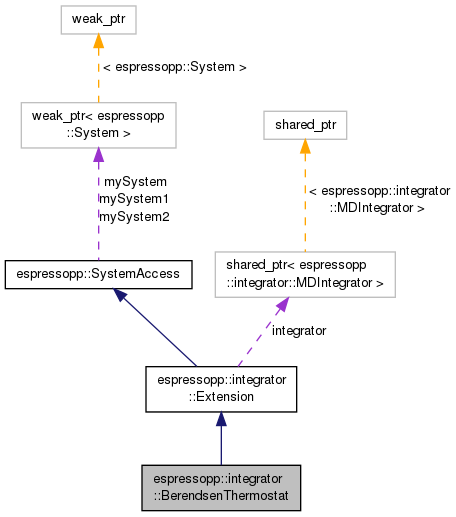 weak_ptr
< espressopp::System >
weak_ptr< espressopp
::System >
shared_ptr
mySystem
mySystem1
mySystem2
< espressopp::integrator
::MDIntegrator >
espressopp::SystemAccess
shared_ptr< espressopp
::integrator::MDIntegrator >
integrator
espressopp::integrator
::Extension
espressopp::integrator
::BerendsenThermostat